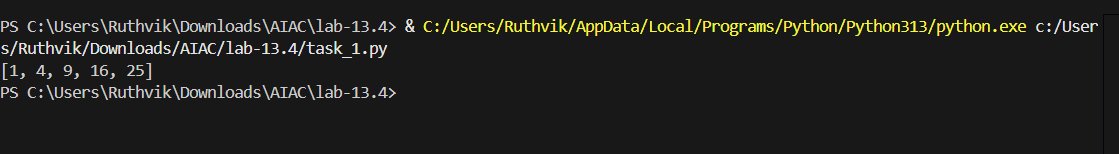 PS C:\Users\Ruthvik\Downloads\AIAC\lab-13.4> & C:/Users/Ruthvik/AppData/Local/Programs/Python/Python313/python.exe c:/User
s/Ruthvik/Downloads/AIAC/lab-13.4/task_1.py
[1, 4, 9, 16, 25]
PS C:\Users\Ruthvik\Downloads\AIAC\lab-13.4>